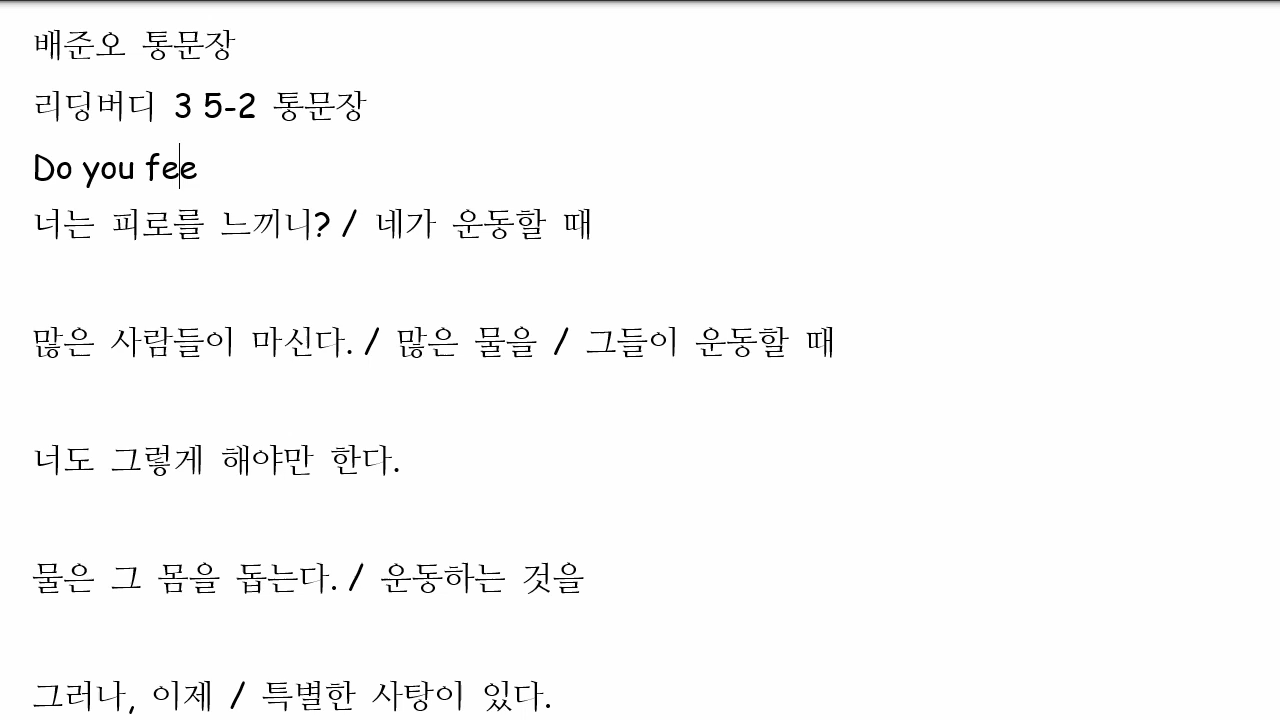 배준오 통문장
리딩버디 3 5-2 통문장
Do you fee
너는 피로를 느끼니? / 네가 운동할 때
많은 사람들이 마신다. / 많은 물을 / 그들이 운동할 때
너도 그렇게 해야만 한다.
물은 그 몸을 돕는다. / 운동하는 것을
그러나, 이제 / 특별한 사탕이 있다.